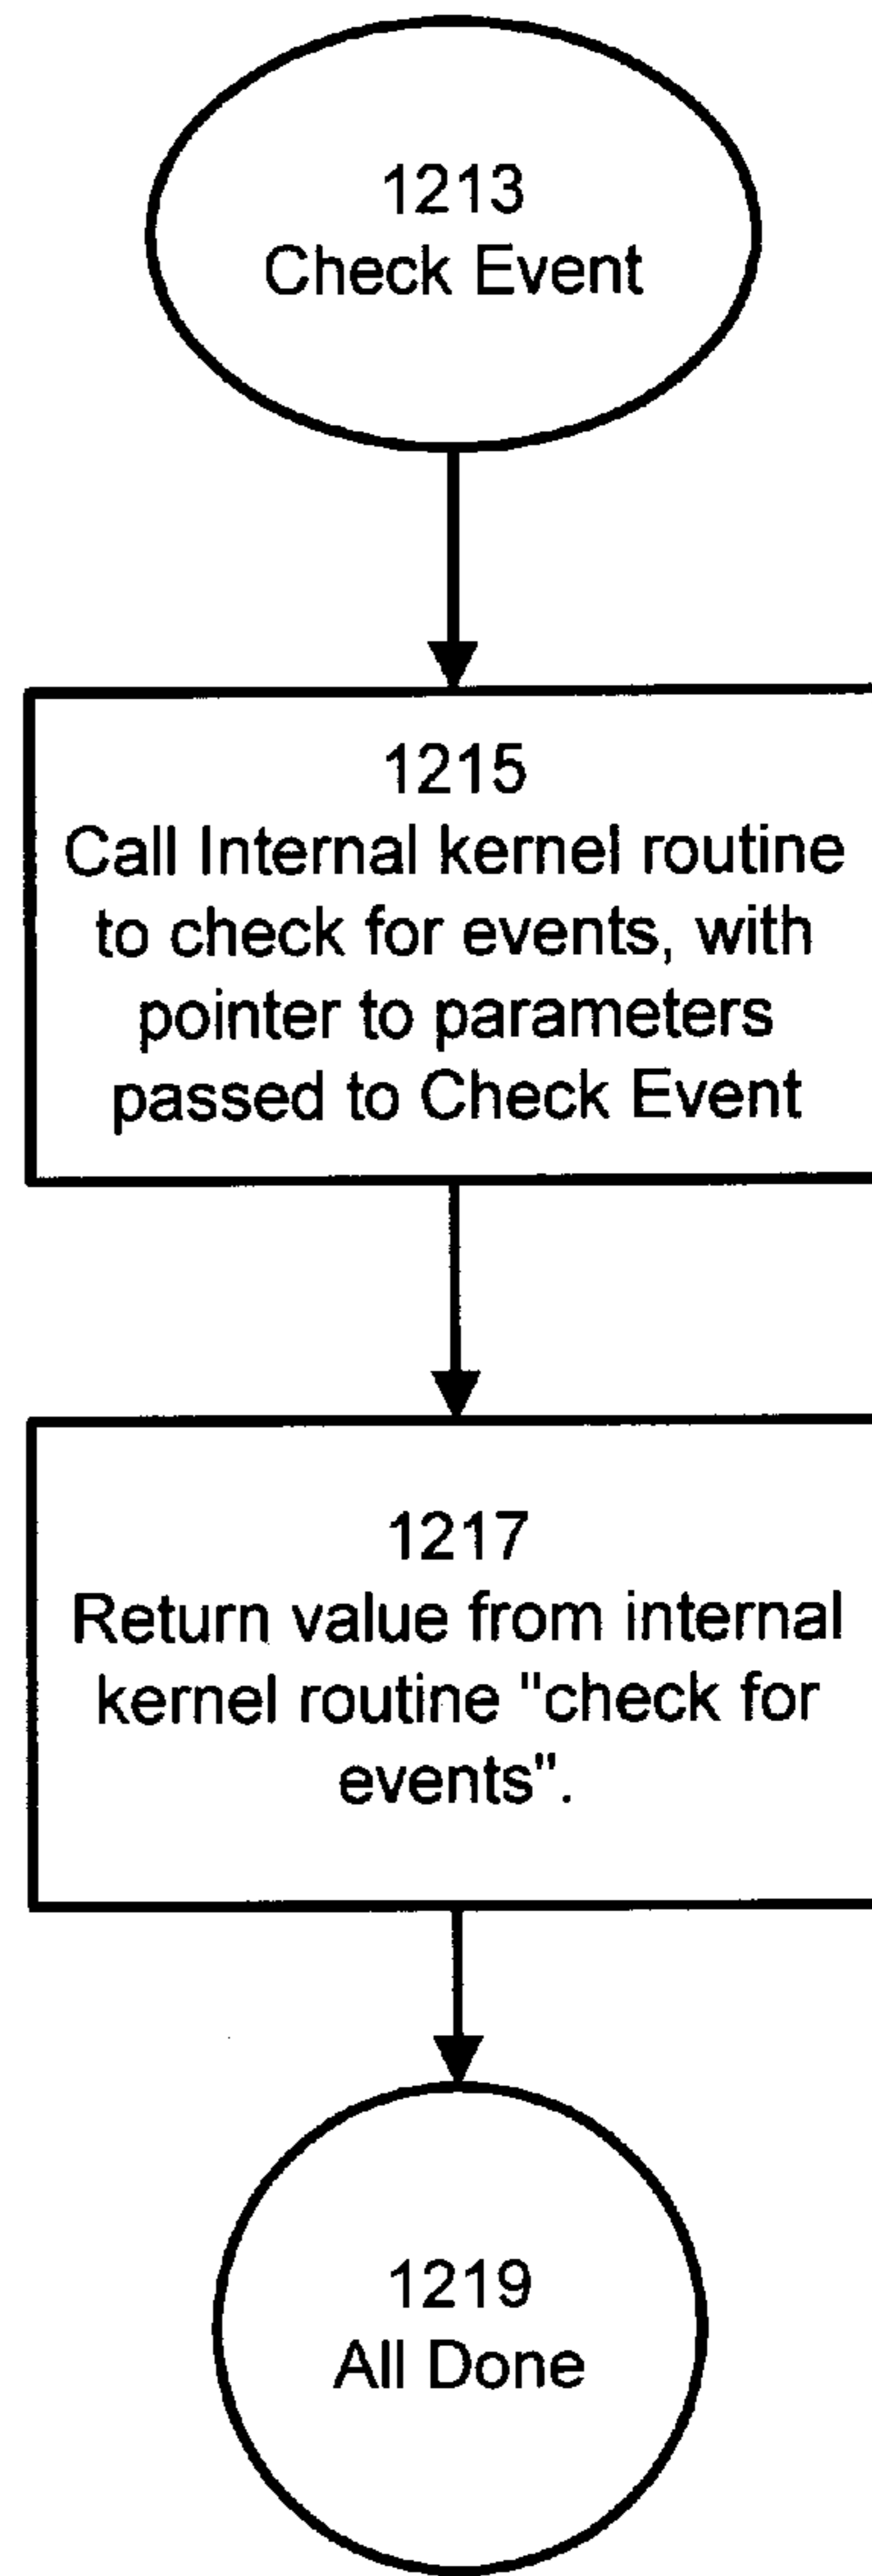 1213
Check Event
1215
Call Internal kernel routine
to check for events, with
pointer to parameters
passed to Check Event
1217
Return value from internal
kernel routine "check for
events".
1219
All Done